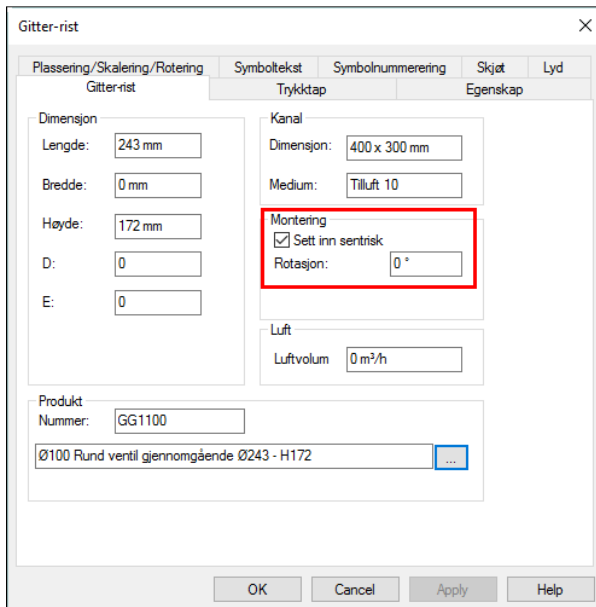 Gitter-rist
Plassering/Skalering/Rotering Symboltekst Symbolnummerering Skjøt Lyd
Gitter-rist Trykktap Egenskap
Dimensjon
Lengde: 243 mm
Bredde: 0 mm
Høyde: 172 mm
D: 0
E: 0
Kanal
Dimensjon: 400 x 300 mm
Medium: Tilluft 10
Montering
Sett inn sentrisk
Rotasjon: 0 °
Luft
Luftvolum 0 m³/h
Produkt
Nummer: GG1100
Ø100 Rund ventil gjennomgående Ø243 - H172
...
OK Cancel Apply Help